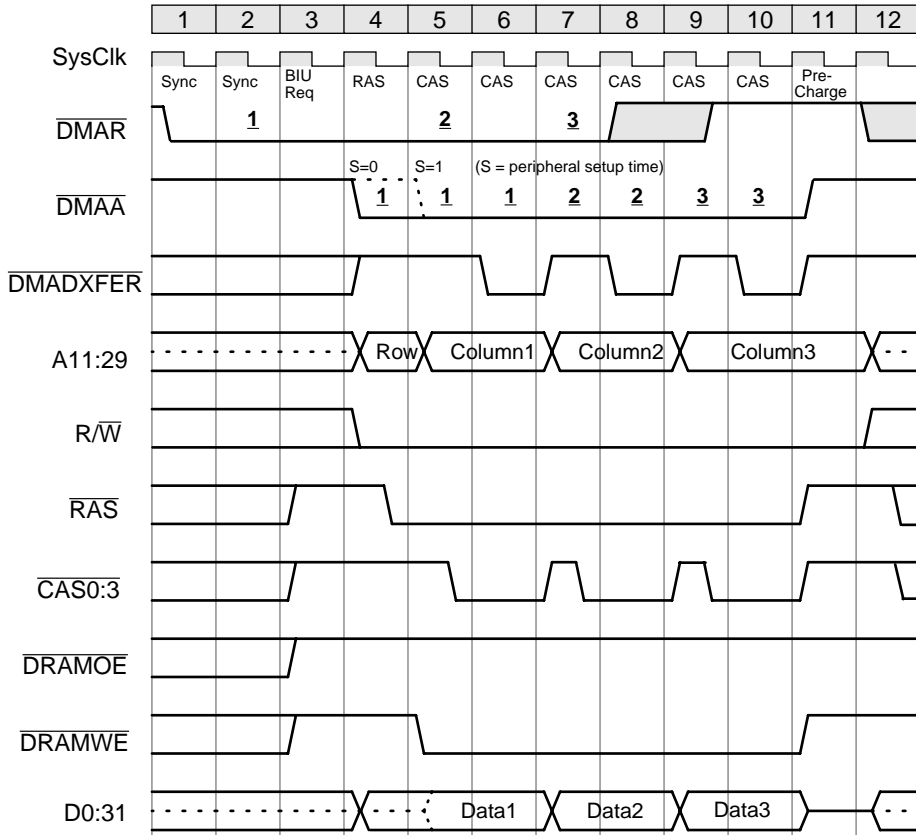 1 2 3 4 5 6 7 8 9 10 11 12
SysClk
Sync Sync BIU Req RAS CAS CAS CAS CAS CAS CAS Pre-Charge
DMAR 1 2 3
S=0 S=1 (S = peripheral setup time)
DMAA 1 1 1 2 2 3 3
DMADXFER
A11:29 Row Column1 Column2 Column3
R/W
RAS
CAS0:3
DRAMOE
DRAMWE
D0:31 Data1 Data2 Data3